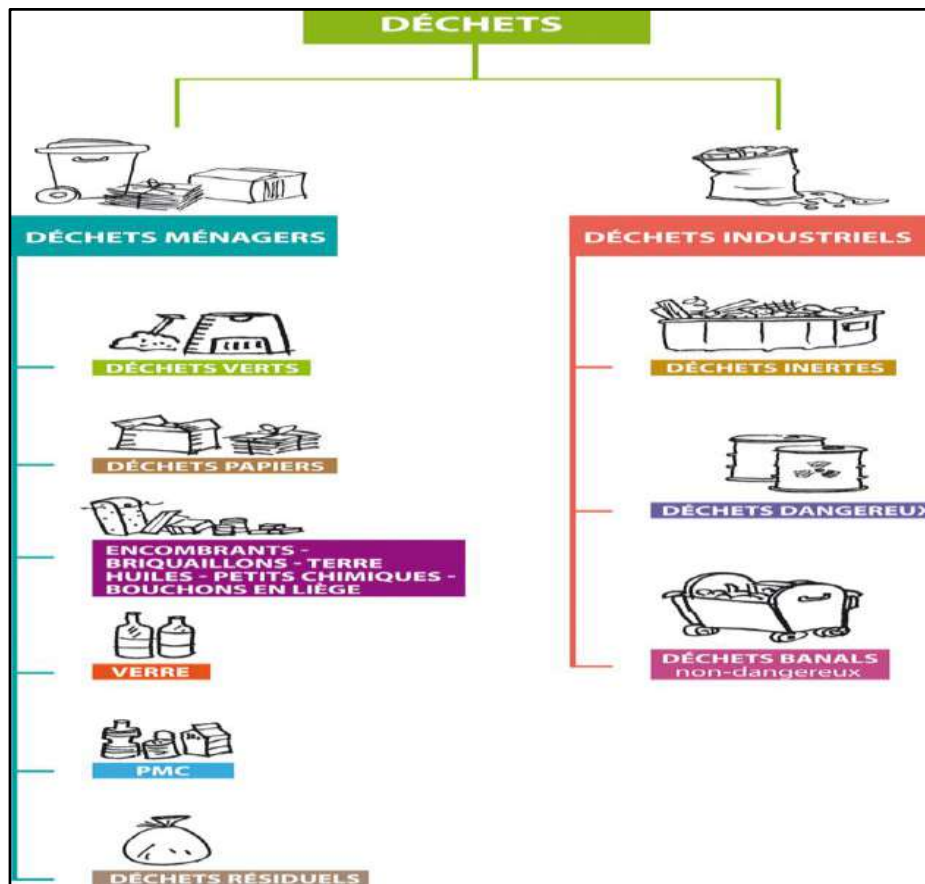 DÉCHETS
DÉCHETS MÉNAGERS
DÉCHETS VERTS
DÉCHETS PAPIERS
ENCOMBRANTS -
BRIQUAILLONS - TERRE
HUILES - PETITS CHIMIQUES -
BOUCHONS EN LIÈGE
VERRE
PMC
DÉCHETS RÉSIDUELS
DÉCHETS INDUSTRIELS
DÉCHETS INERTES
DÉCHETS DANGEREUX
DÉCHETS BANALS
non-dangereux